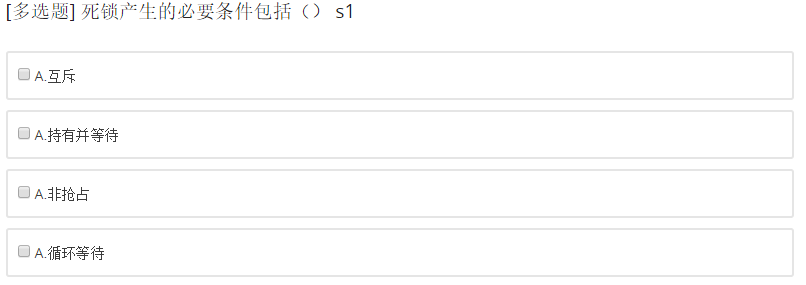 [多选题] 死锁产生的必要条件包括（） s1
A.互斥
A.持有并等待
A.非抢占
A.循环等待